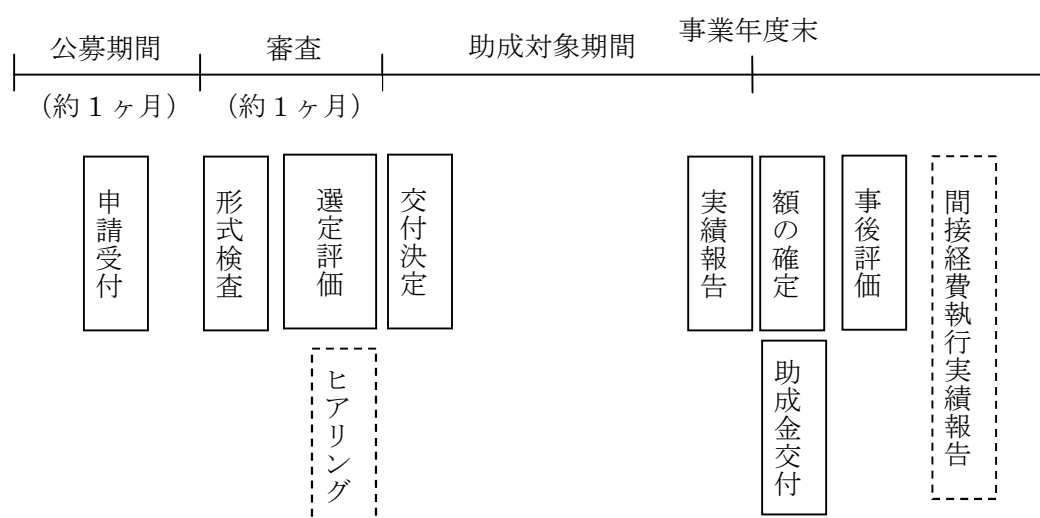 公募期間
審査
助成対象期間
事業年度末
(約1ヶ月)
(約1ヶ月)
申請受付
形式検査
選定評価
交付決定
実績報告
額の確定
事後評価
間接経費執行実績報告
ヒアリング
助成金交付